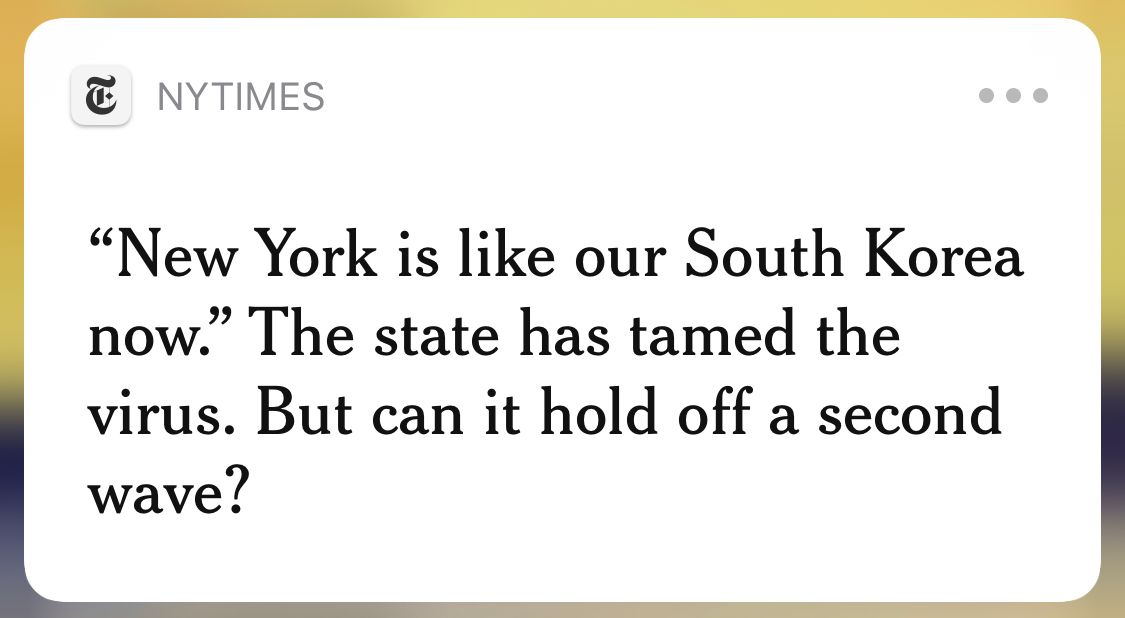 NYTIMES
“New York is like our South Korea
now.” The state has tamed the
virus. But can it hold off a second
wave?